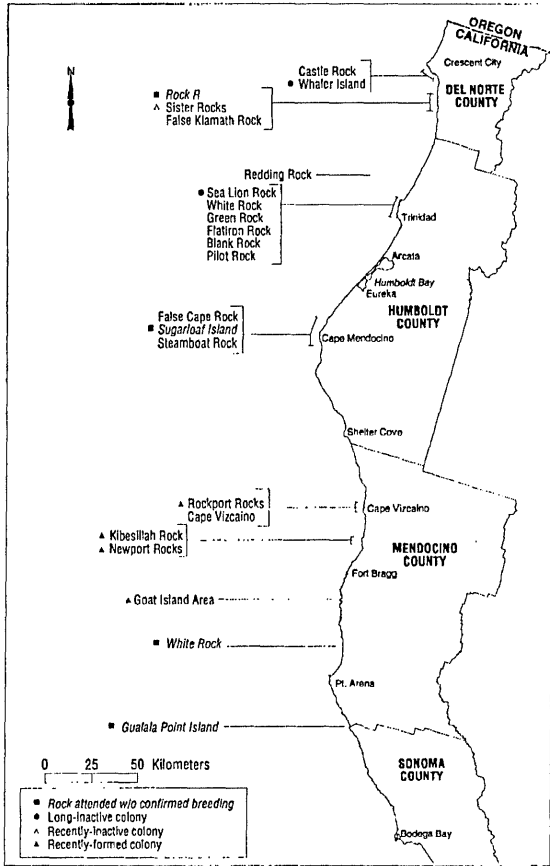 OREGON
CALIFORNIA
Crescent City
DEL NORTE
COUNTY
Castle Rock
● Whaler Island
N
■ Rock R
^ Sister Rocks
False Klamath Rock
Redding Rock
● Sea Lion Rock
White Rock
Green Rock
Flatiron Rock
Blank Rock
Pilot Rock
Trinidad
Arcata
Humboldt Bay
Eureka
HUMBOLDT
COUNTY
False Cape Rock
■ Sugarloaf Island
Steamboat Rock
Cape Mendocino
Shelter Cove
▲ Rockport Rocks
Cape Vizcaino
Cape Vizcaino
▲ Kibesillah Rock
▲ Newport Rocks
MENDOCINO
COUNTY
Fort Bragg
▲ Goat Island Area
■ White Rock
Pt. Arena
■ Gualala Point Island
SONOMA
COUNTY
0 25 50 Kilometers
■ Rock attended w/o confirmed breeding
● Long-inactive colony
^ Recently-inactive colony
▲ Recently-formed colony
Bodega Bay